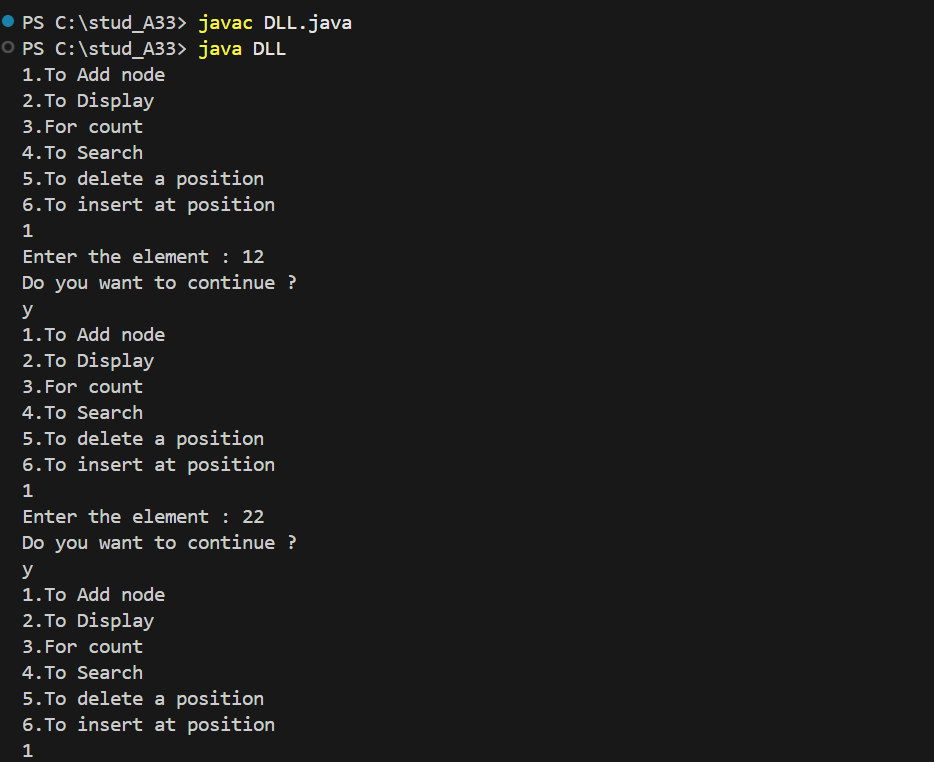 PS C:\stud_A33> javac DLL.java
PS C:\stud_A33> java DLL
1.To Add node
2.To Display
3.For count
4.To Search
5.To delete a position
6.To insert at position
1
Enter the element : 12
Do you want to continue ?
y
1.To Add node
2.To Display
3.For count
4.To Search
5.To delete a position
6.To insert at position
1
Enter the element : 22
Do you want to continue ?
y
1.To Add node
2.To Display
3.For count
4.To Search
5.To delete a position
6.To insert at position
1